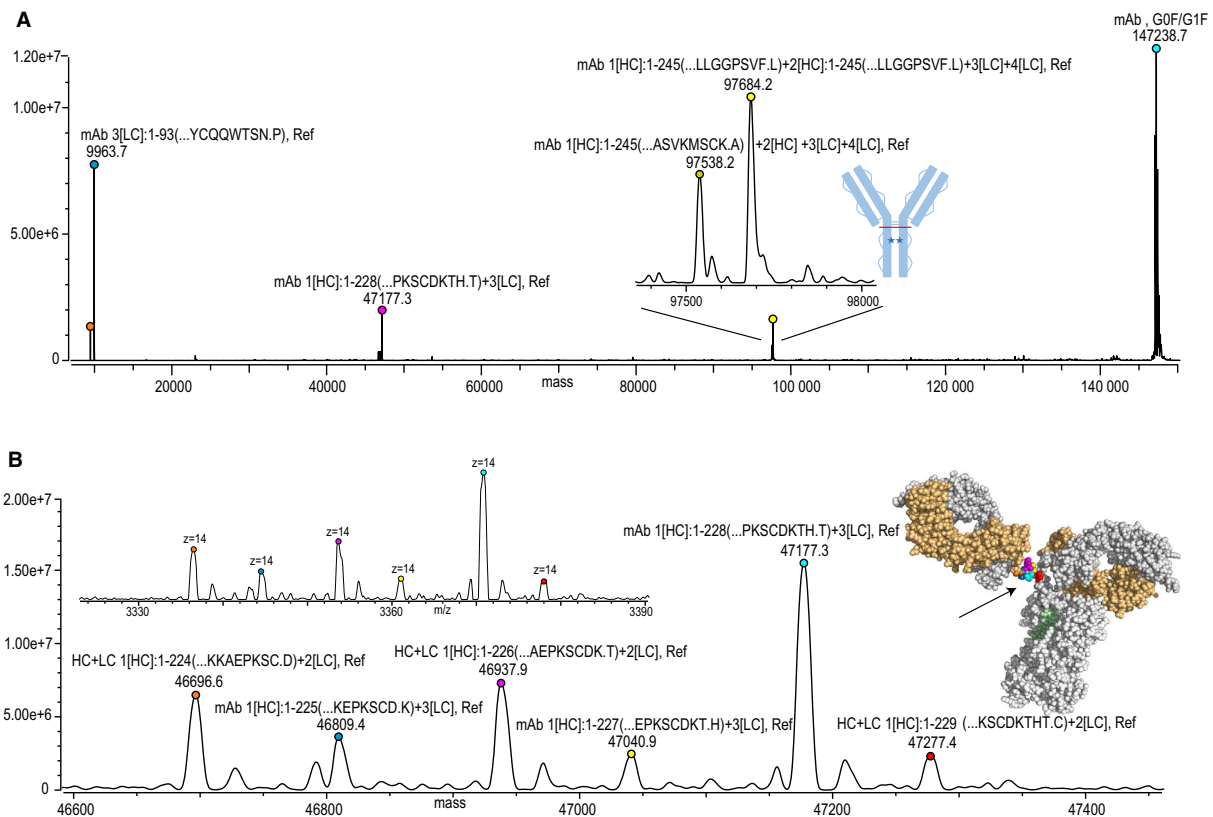 A
mAb , G0F/G1F
147238.7
mAb 1[HC]:1-245(...LLGGPSVF.L)+2[HC]:1-245(...LLGGPSVF.L)+3[LC]+4[LC], Ref
97684.2
1.20e+7
1.00e+7
5.00e+6
0
mAb 3[LC]:1-93(...YCQQWTSN.P), Ref
9963.7
mAb 1[HC]:1-245(...ASVKMSCK.A) +2[HC] +3[LC]+4[LC], Ref
97538.2
mAb 1[HC]:1-228(...PKSCDKTH.T)+3[LC], Ref
47177.3
97500
98000
20000
40000
60000
mass
80000
100 000
120 000
140 000
B
z=14
z=14
z=14
z=14
z=14
z=14
3330
3360
m/z
3390
2.00e+7
1.50e+7
1.00e+7
5.00e+6
0
mAb 1[HC]:1-228(...PKSCDKTH.T)+3[LC], Ref
47177.3
HC+LC 1[HC]:1-224(...KKAEPKSC.D)+2[LC], Ref
46696.6
HC+LC 1[HC]:1-226(...AEPKSCDK.T)+2[LC], Ref
46937.9
mAb 1[HC]:1-225(...KEPKSCD.K)+3[LC], Ref
46809.4
mAb 1[HC]:1-227(...EPKSCDKT.H)+3[LC], Ref
47040.9
HC+LC 1[HC]:1-229 (...KSCDKTHT.C)+2[LC], Ref
47277.4
46600
46800
mass
47000
47200
47400